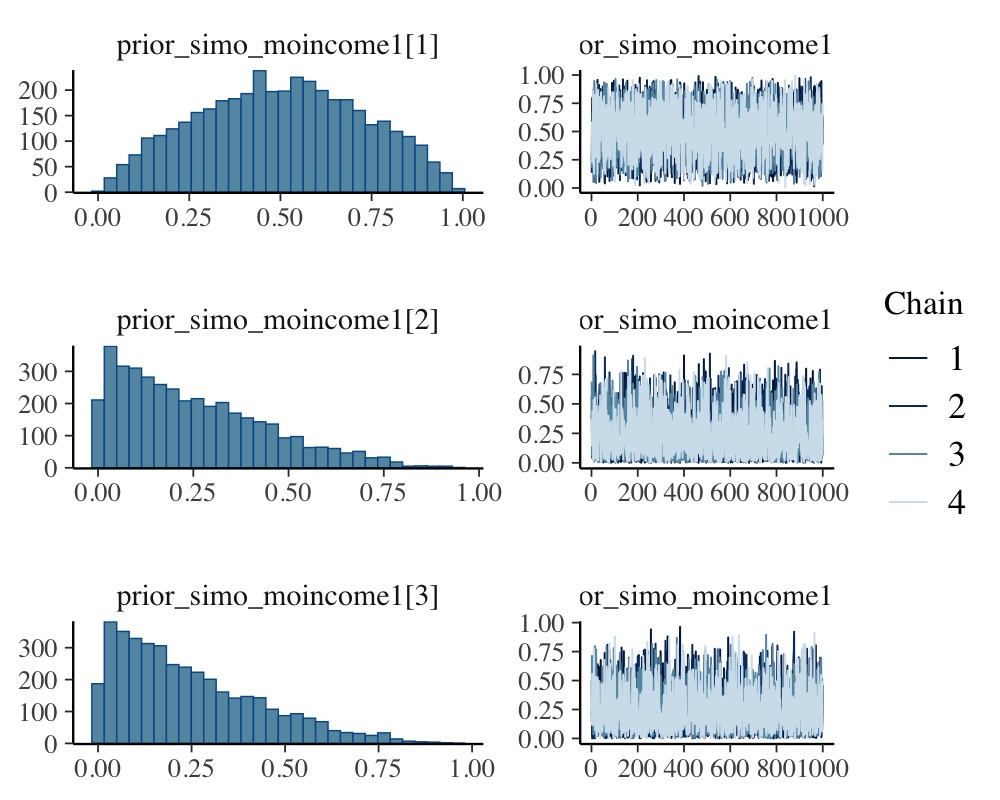 prior_simo_moincome1[1]
or_simo_moincome1
200
150
100
50
0
0.00 0.25 0.50 0.75 1.00
1.00
0.75
0.50
0.25
0.00
0 200 400 600 800 1000
prior_simo_moincome1[2]
or_simo_moincome1
300
200
100
0
0.00 0.25 0.50 0.75 1.00
0.75
0.50
0.25
0.00
0 200 400 600 800 1000
prior_simo_moincome1[3]
or_simo_moincome1
300
200
100
0
0.00 0.25 0.50 0.75 1.00
1.00
0.75
0.50
0.25
0.00
0 200 400 600 800 1000
Chain
1
2
3
4